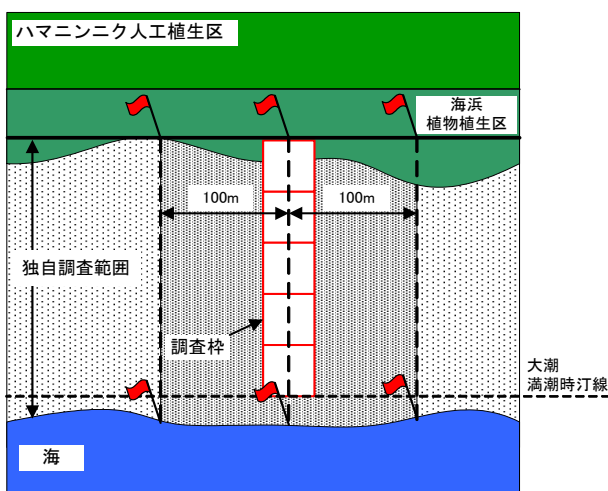 ハマニンニク人工植生区
海浜
植物植生区
100m
100m
独自調査範囲
調査枠
大潮
満潮時汀線
海